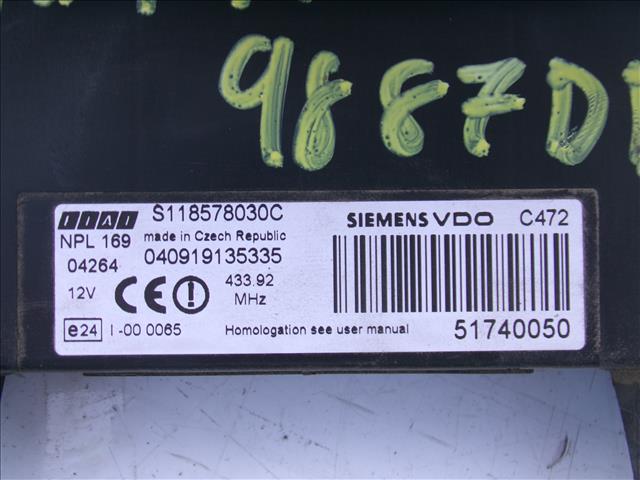 9887D
FIAT S118578030C SIEMENS VDO C472
NPL 169 made in Czech Republic
04264 040919135335
12V CE 433.92
MHz
e24 I-00 0065 Homologation see user manual 51740050